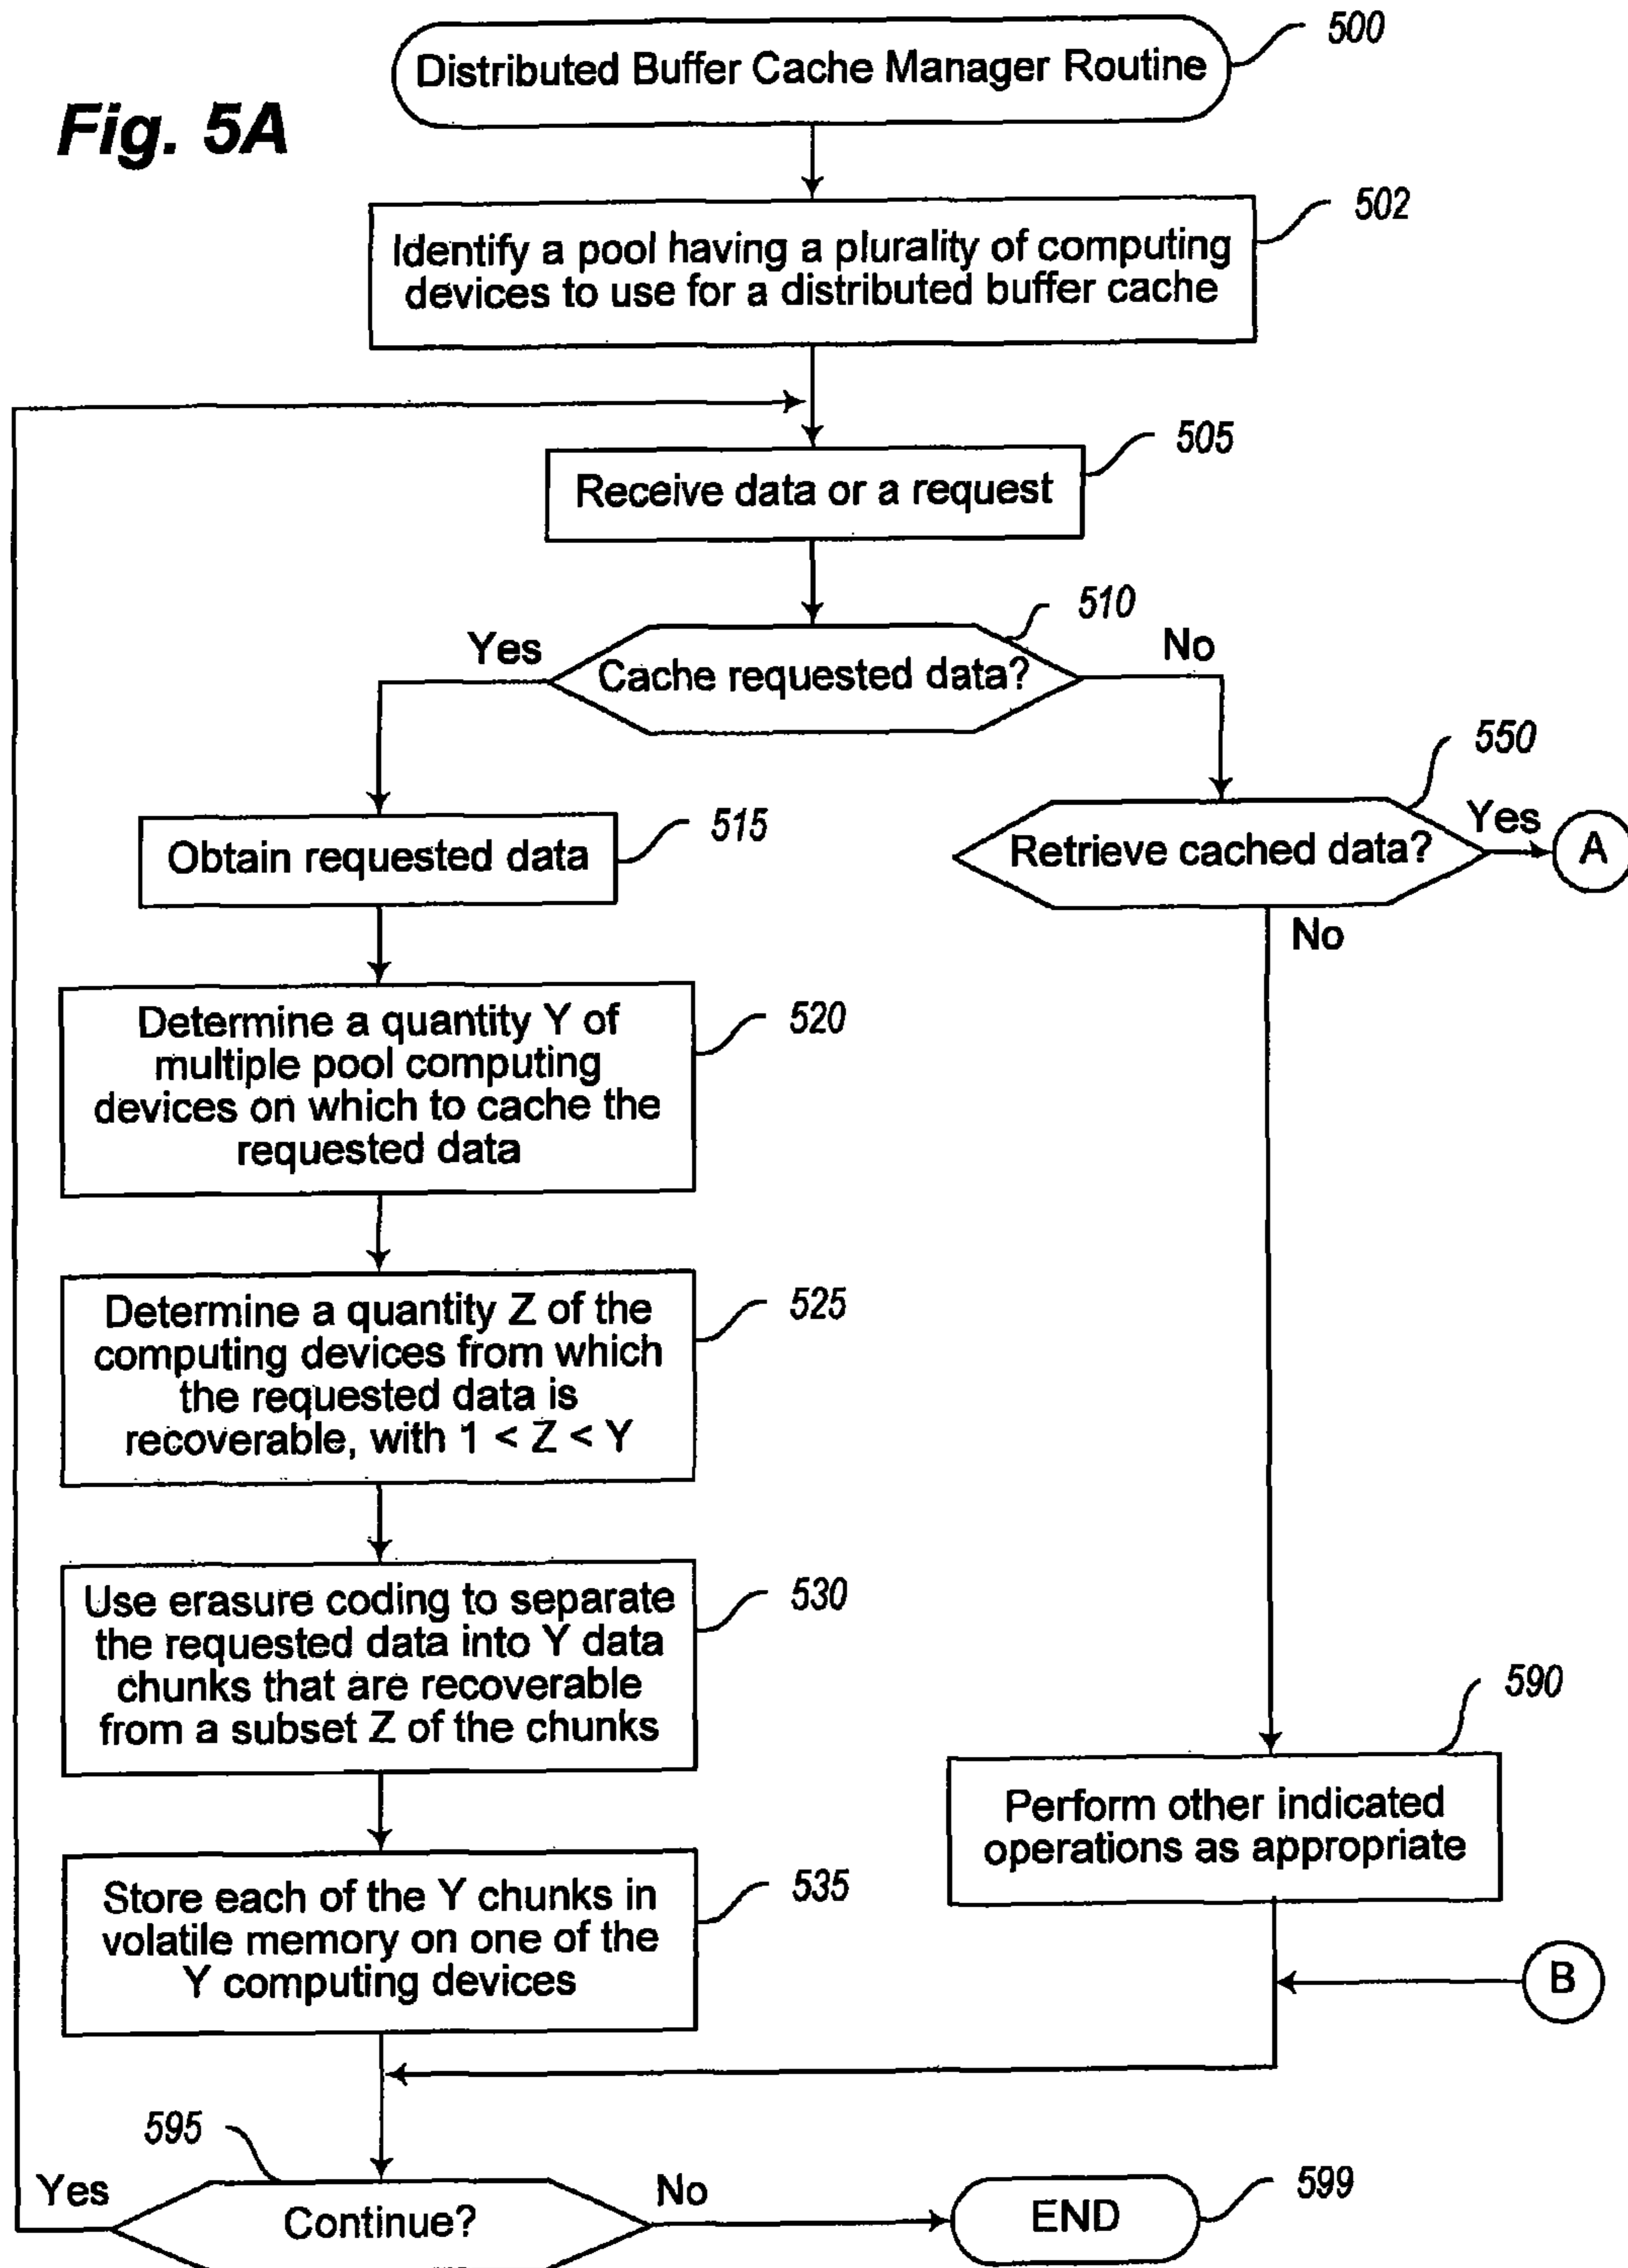 Fig. 5A
Distributed Buffer Cache Manager Routine
500
Identify a pool having a plurality of computing
devices to use for a distributed buffer cache
502
Receive data or a request
505
Cache requested data?
510
Yes
No
Obtain requested data
515
Retrieve cached data?
550
Yes
A
No
Determine a quantity Y of
multiple pool computing
devices on which to cache the
requested data
520
Determine a quantity Z of the
computing devices from which
the requested data is
recoverable, with 1 < Z < Y
525
Use erasure coding to separate
the requested data into Y data
chunks that are recoverable
from a subset Z of the chunks
530
Perform other indicated
operations as appropriate
590
Store each of the Y chunks in
volatile memory on one of the
Y computing devices
535
B
595
Yes
Continue?
No
END
599